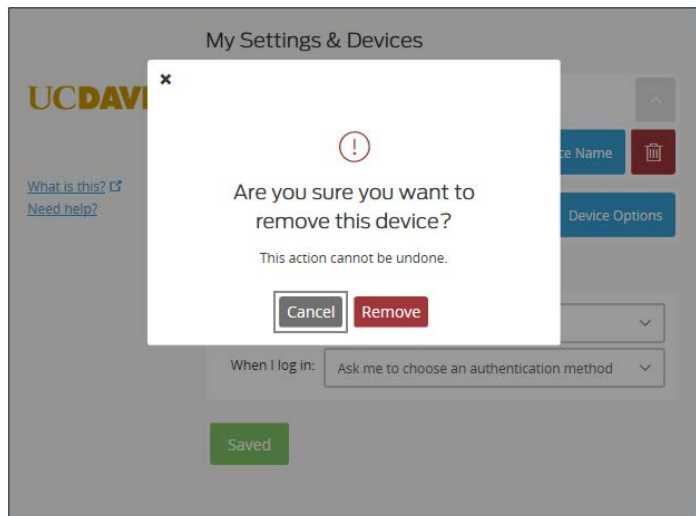 My Settings & Devices
UCDAVI
ce Name
What is this?
Need help?
Device Options
Are you sure you want to
remove this device?
This action cannot be undone.
Cancel
Remove
When I log in: Ask me to choose an authentication method
Saved